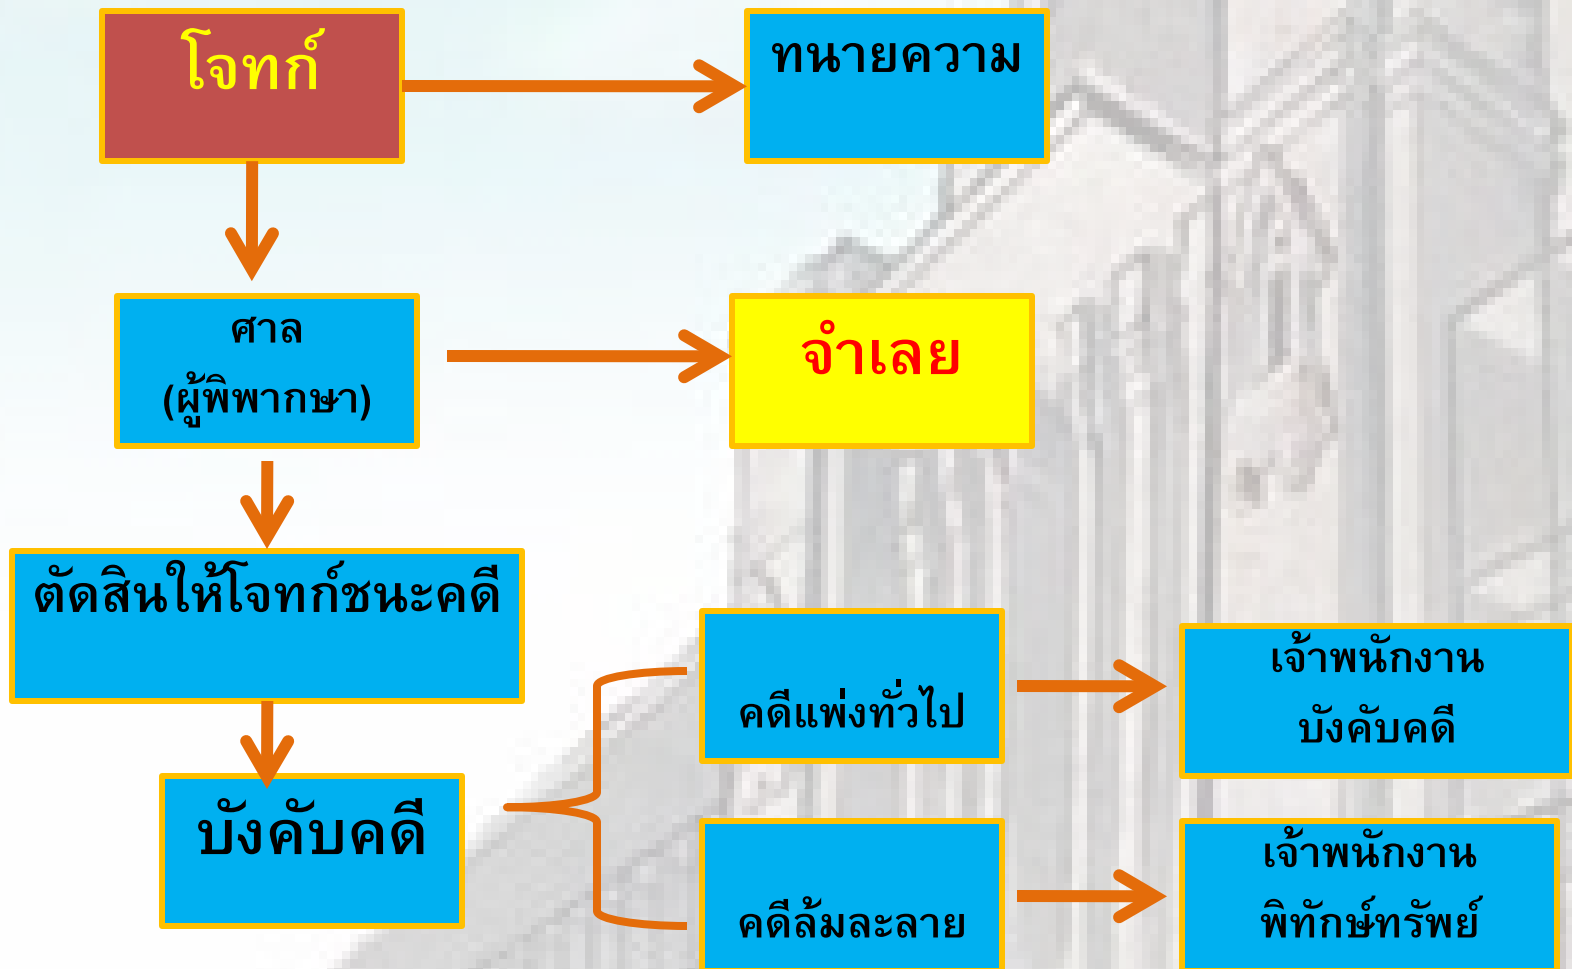 โจทก์
ทนายความ
ศาล
(ผู้พิพากษา)
จำเลย
ตัดสินให้โจทก์ชนะคดี
บังคับคดี
คดีแพ่งทั่วไป
เจ้าพนักงาน
บังคับคดี
คดีล้มละลาย
เจ้าพนักงาน
พิทักษ์ทรัพย์